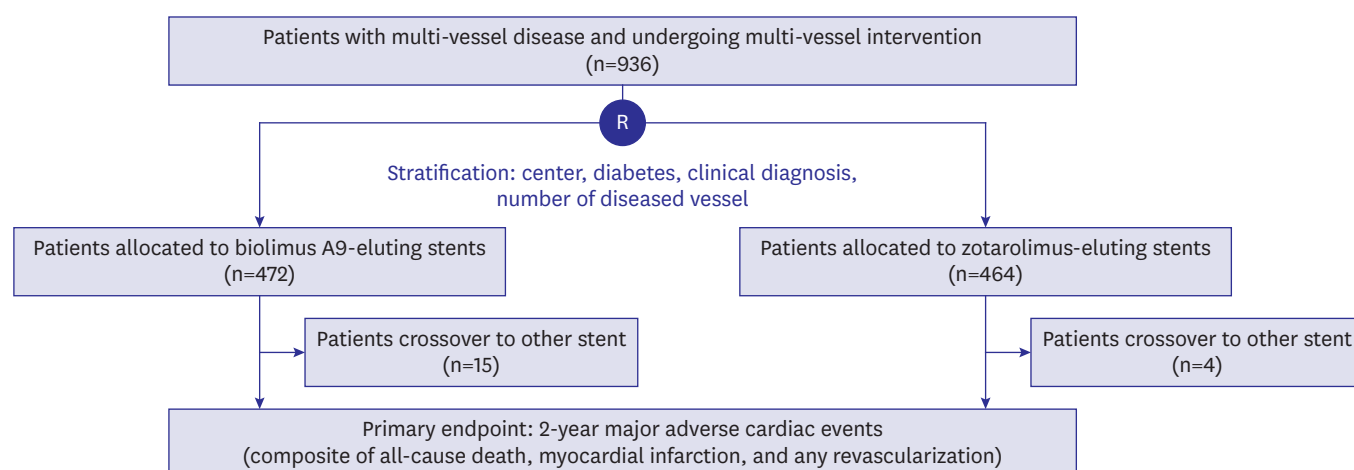 Patients with multi-vessel disease and undergoing multi-vessel intervention
(n=936)
R
Stratification: center, diabetes, clinical diagnosis,
number of diseased vessel
Patients allocated to biolimus A9-eluting stents
(n=472)
Patients allocated to zotarolimus-eluting stents
(n=464)
Patients crossover to other stent
(n=15)
Patients crossover to other stent
(n=4)
Primary endpoint: 2-year major adverse cardiac events
(composite of all-cause death, myocardial infarction, and any revascularization)